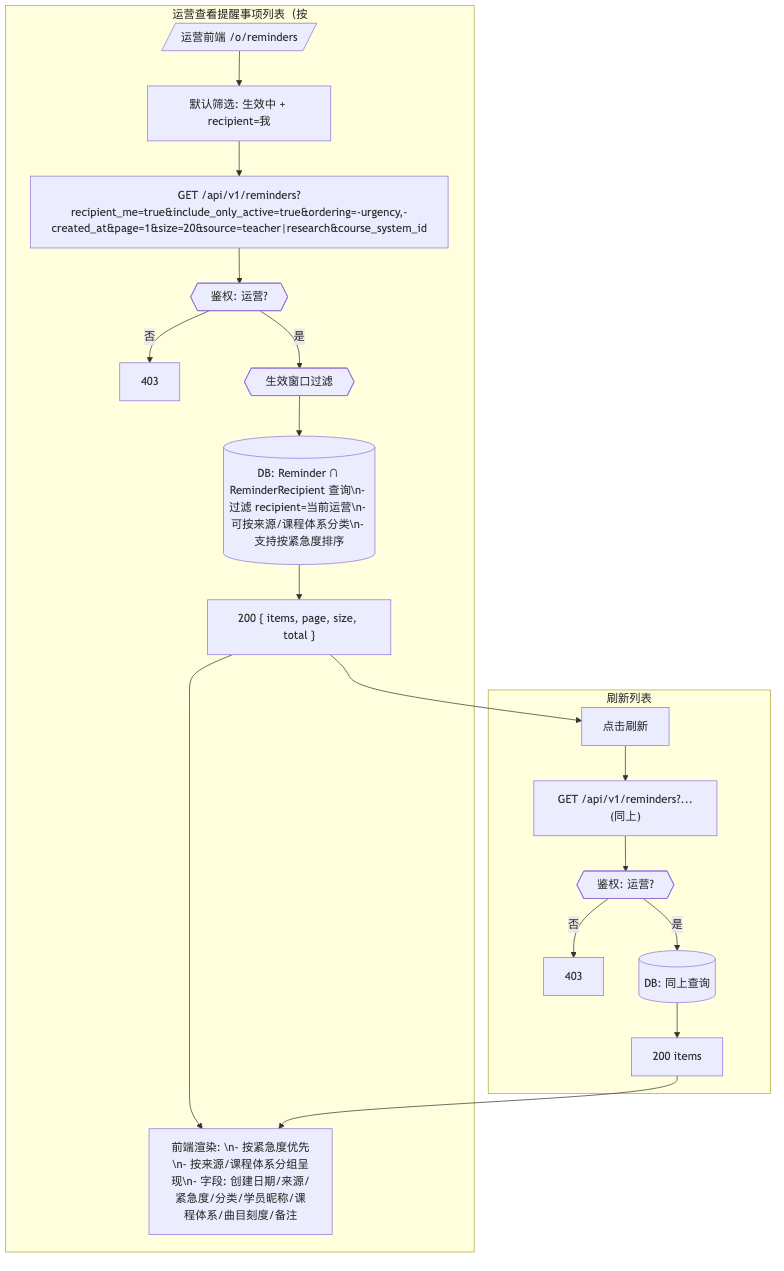 运营查看提醒事项列表（按
运营前端 /o/reminders
默认筛选: 生效中 +
recipient=我
GET /api/v1/reminders?
recipient_me=true&include_only_active=true&ordering=-urgency,-
created_at&page=1&size=20&source=teacher|research&course_system_id
鉴权: 运营?
否
是
403
生效窗口过滤
DB: Reminder ∩
ReminderRecipient 查询\n-
过滤 recipient=当前运营\n-
可按来源/课程体系分类\n-
支持按紧急度排序
200 { items, page, size,
total }
刷新列表
点击刷新
GET /api/v1/reminders?...
(同上)
鉴权: 运营?
否
是
403
DB: 同上查询
200 items
前端渲染: \n- 按紧急度优先
\n- 按来源/课程体系分组呈
现\n- 字段: 创建日期/来源/
紧急度/分类/学员昵称/课
程体系/曲目刻度/备注